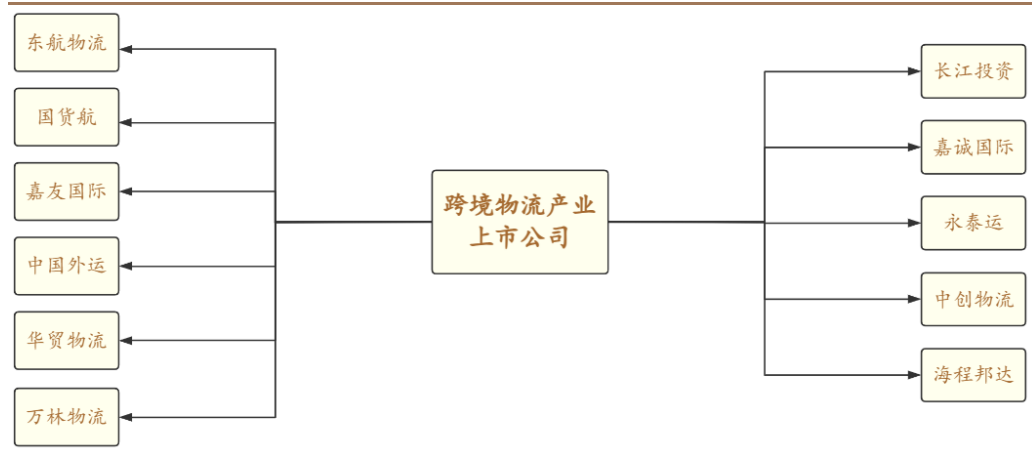 东航物流
国货航
嘉友国际
中国外运
华贸物流
万林物流
跨境物流产业
上市公司
长江投资
嘉诚国际
永泰运
中创物流
海程邦达